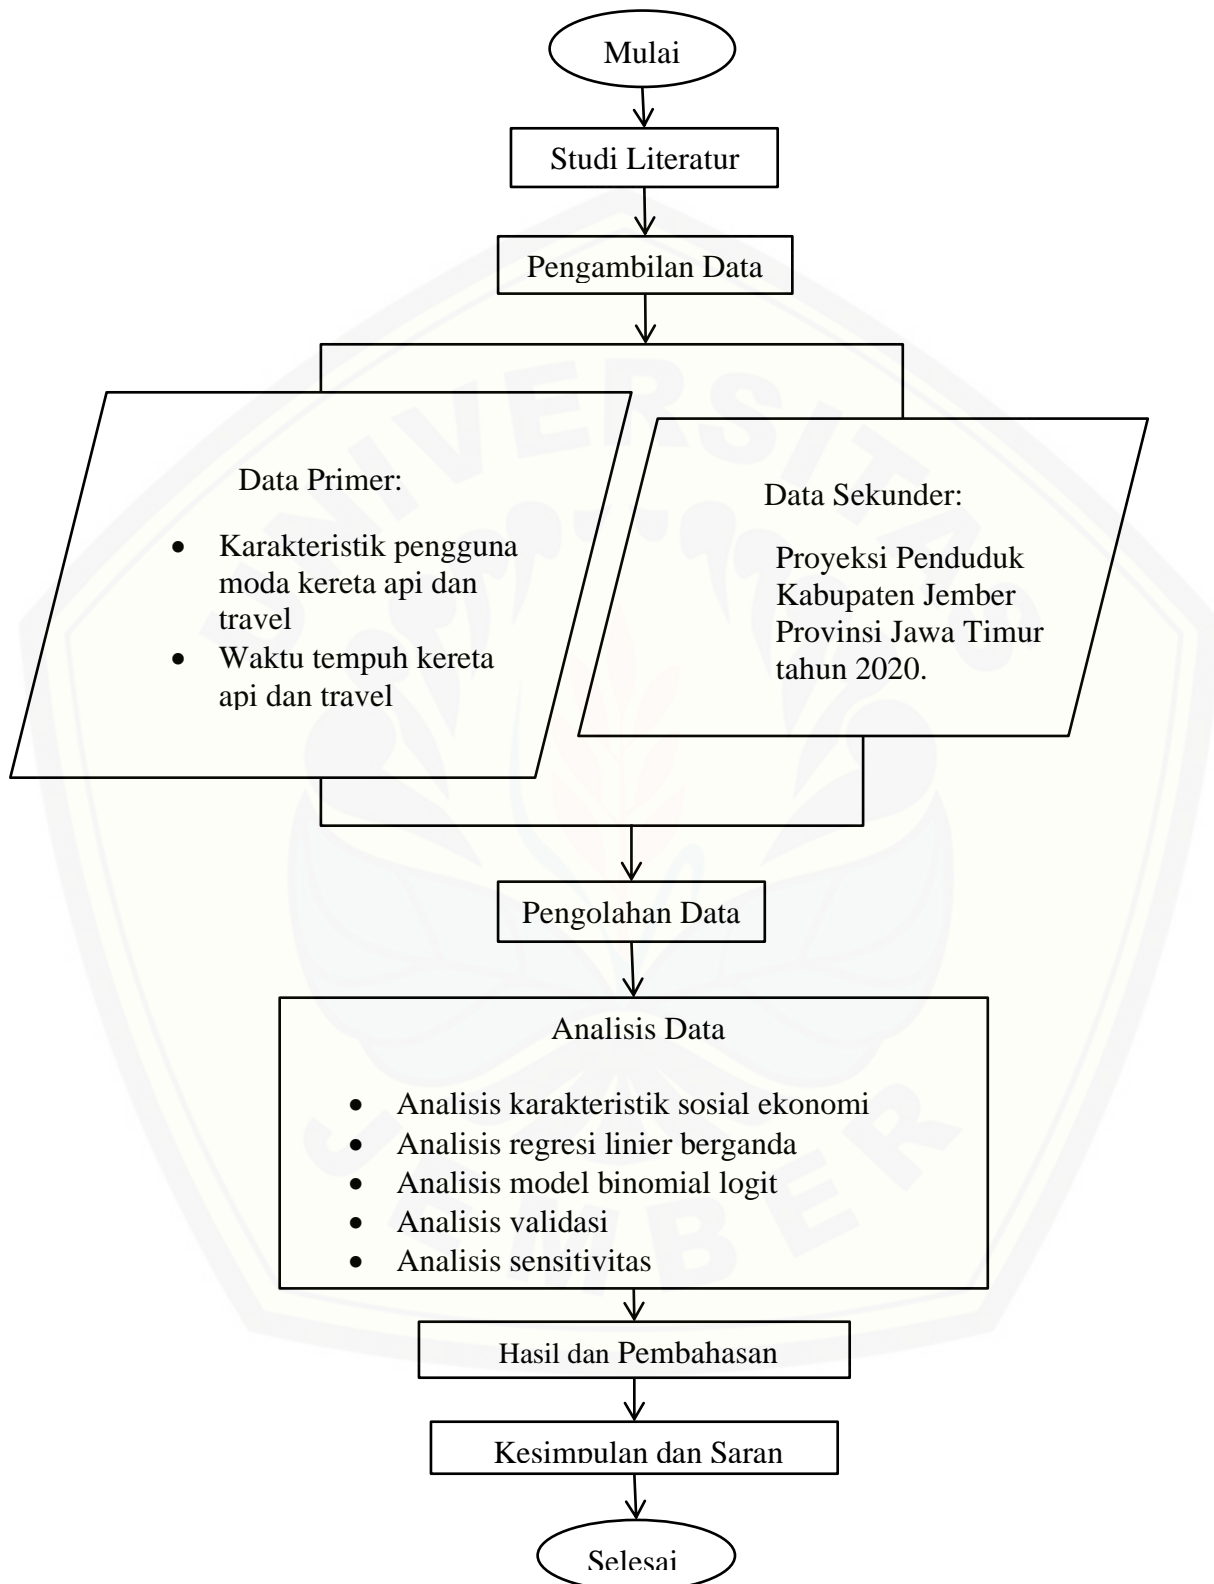 Mulai
Studi Literatur
Pengambilan Data
Data Primer:
• Karakteristik pengguna
moda kereta api dan
travel
• Waktu tempuh kereta
api dan travel
Data Sekunder:
Proyeksi Penduduk
Kabupaten Jember
Provinsi Jawa Timur
tahun 2020.
Pengolahan Data
Analisis Data
• Analisis karakteristik sosial ekonomi
• Analisis regresi linier berganda
• Analisis model binomial logit
• Analisis validasi
• Analisis sensitivitas
Hasil dan Pembahasan
Kesimpulan dan Saran
Selesai
UNIVERSITAS
JEMBER